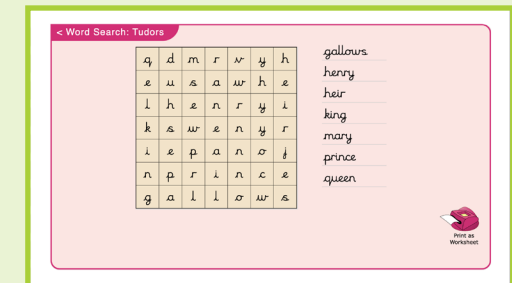 < Word Search: Tudors
q d m r v y h
e u s a w h e
l h e n r y i
k s w e n y r
i e p a n o j
n p r i n c e
g a l l o w s
gallows
henry
heir
king
mary
prince
queen
Print as
Worksheet